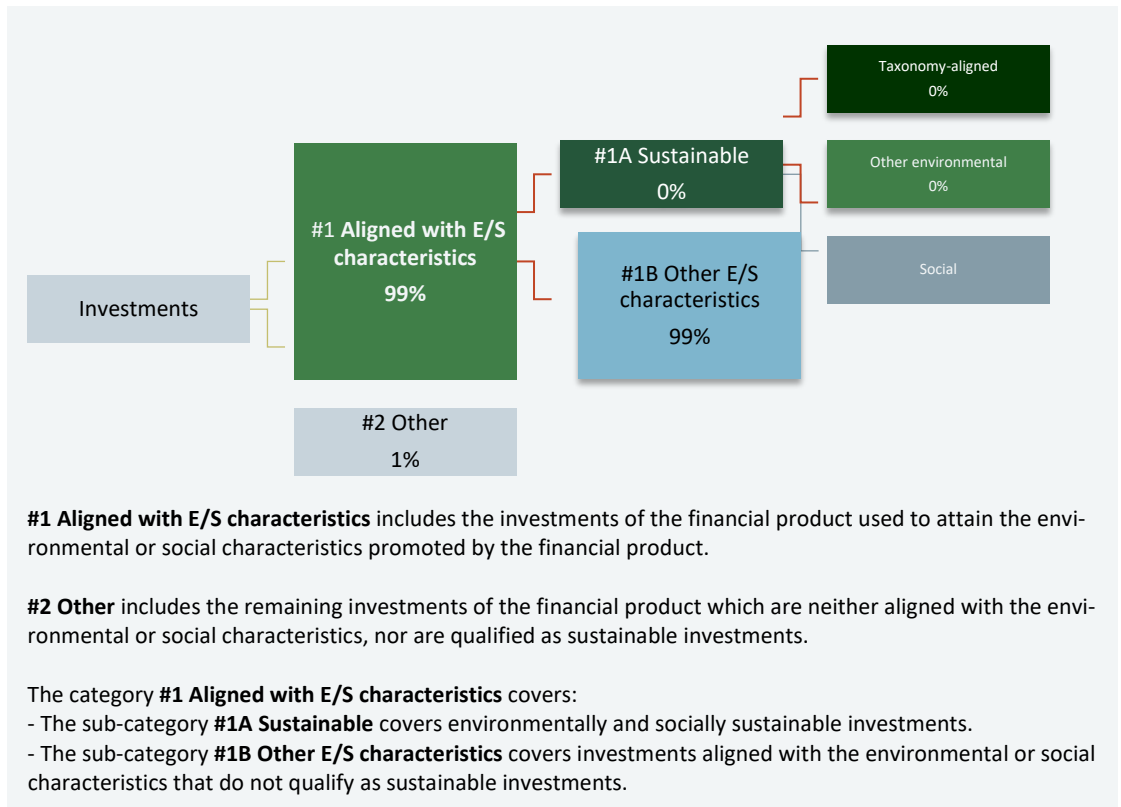 Taxonomy-aligned
0%
#1A Sustainable
0%
Other environmental
0%
#1 Aligned with E/S
characteristics
99%
#1B Other E/S
characteristics
99%
Social
Investments
#2 Other
1%
#1 Aligned with E/S characteristics includes the investments of the financial product used to attain the envi-
ronmental or social characteristics promoted by the financial product.
#2 Other includes the remaining investments of the financial product which are neither aligned with the envi-
ronmental or social characteristics, nor are qualified as sustainable investments.
The category #1 Aligned with E/S characteristics covers:
- The sub-category #1A Sustainable covers environmentally and socially sustainable investments.
- The sub-category #1B Other E/S characteristics covers investments aligned with the environmental or social
characteristics that do not qualify as sustainable investments.